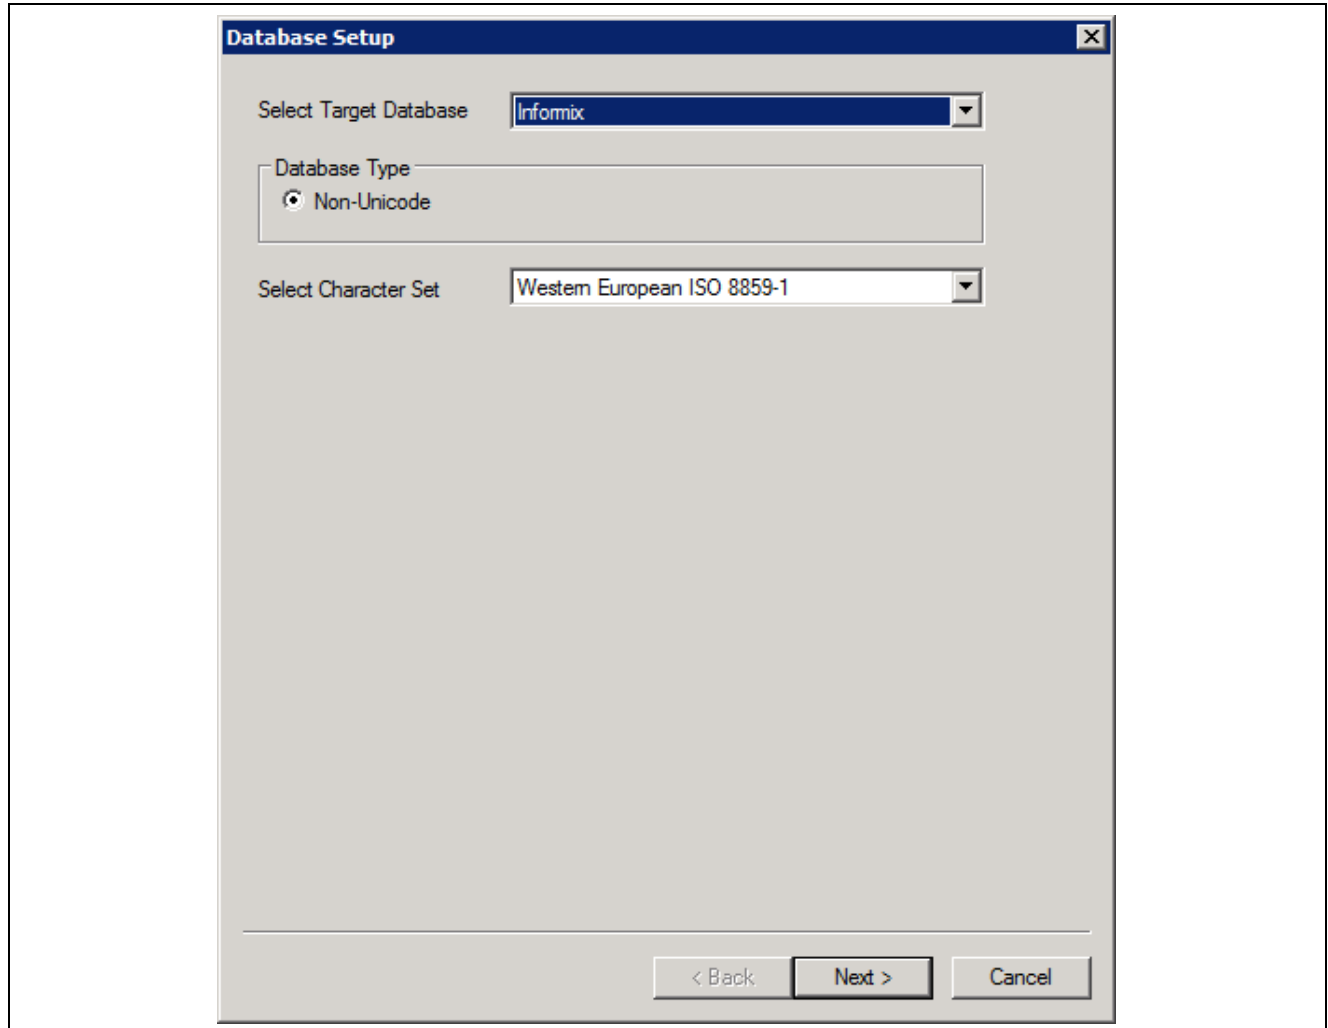 Database Setup
Select Target Database Informix
Database Type
Non-Unicode
Select Character Set Western European ISO 8859-1
< Back Next > Cancel